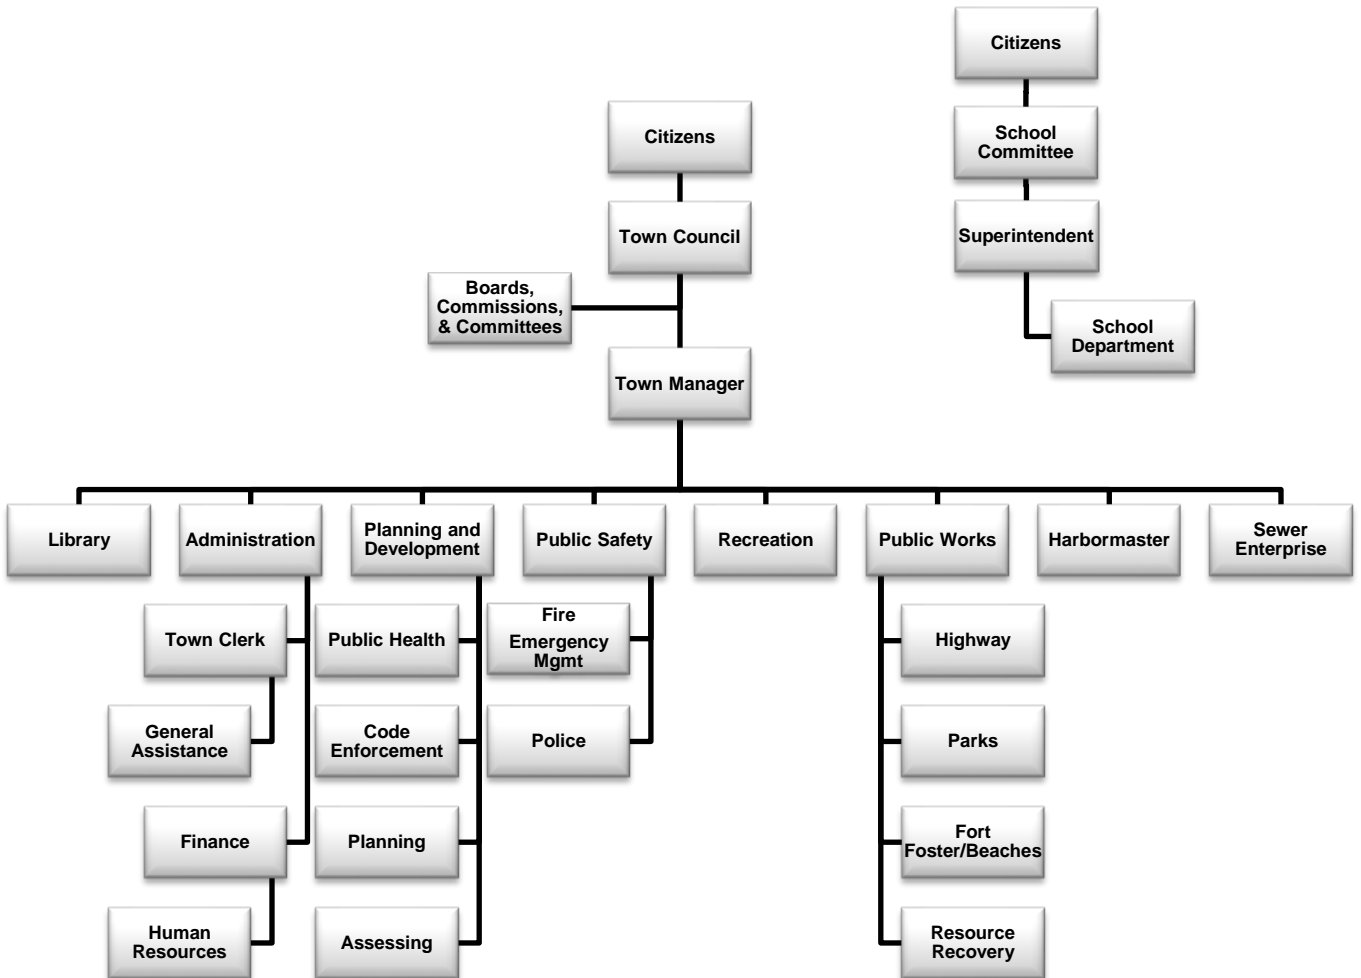 Citizens
School
Committee
Superintendent
School
Department
Citizens
Town Council
Boards,
Commissions,
& Committees
Town Manager
Library
Administration
Planning and
Development
Public Safety
Recreation
Public Works
Harbormaster
Sewer
Enterprise
Town Clerk
General
Assistance
Finance
Human
Resources
Public Health
Code
Enforcement
Planning
Assessing
Fire
Emergency
Mgmt
Police
Highway
Parks
Fort
Foster/Beaches
Resource
Recovery